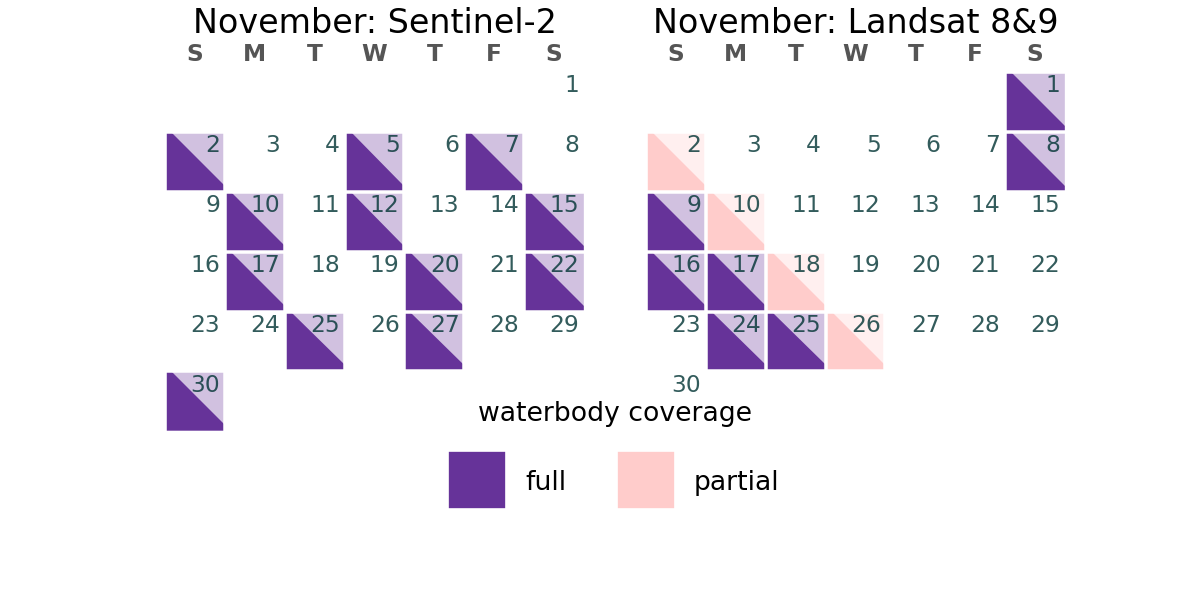 November: Sentinel-2
S M T W T F S
1
2 3 4 5 6 7 8
9 10 11 12 13 14 15
16 17 18 19 20 21 22
23 24 25 26 27 28 29
30
November: Landsat 8&9
S M T W T F S
1
2 3 4 5 6 7 8
9 10 11 12 13 14 15
16 17 18 19 20 21 22
23 24 25 26 27 28 29
30
waterbody coverage
full partial